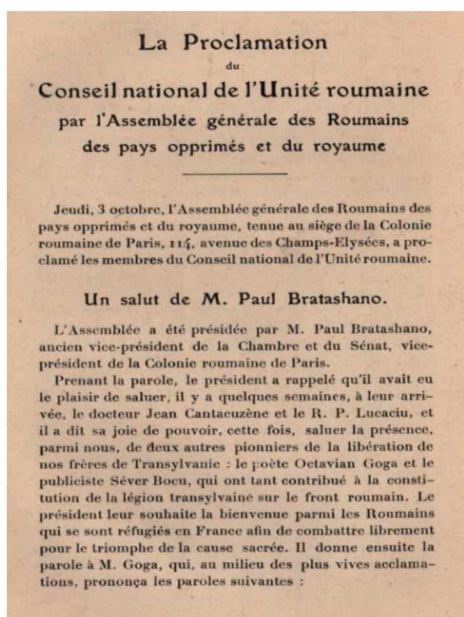 La Proclamation
du
Conseil national de l'Unité roumaine
par l'Assemblée générale des Roumains
des pays opprimés et du royaume
Jeudi, 3 octobre, l'Assemblée générale des Roumains des
pays opprimés et du royaume, tenue au siège de la Colonie
roumaine de Paris, 114, avenue des Champs-Elysées, a pro-
clamé les membres du Conseil national de l'Unité roumaine.
Un salut de M. Paul Bratashano.
L'Assemblée a été présidée par M. Paul Bratashano,
ancien vice-président de la Chambre et du Sénat, vice-
président de la Colonie roumaine de Paris.
Prenant la parole, le président a rappelé qu'il avait eu
le plaisir de saluer, il y a quelques semaines, à leur arri-
vée, le docteur Jean Cantacuzène et le R. P. Lucaciu, et
il a dit sa joie de pouvoir, cette fois, saluer la présence,
parmi nous, de deux autres pionniers de la libération de
nos frères de Transylvanie : le poète Octavian Goga et le
publiciste Séver Bocu, qui ont tant contribué à la consti-
tution de la légion transylvaine sur le front roumain. Le
président leur souhaite la bienvenue parmi les Roumains
qui se sont réfugiés en France afin de combattre librement
pour le triomphe de la cause sacrée. Il donne ensuite la
parole à M. Goga, qui, au milieu des plus vives acclama-
tions, prononça les paroles suivantes :